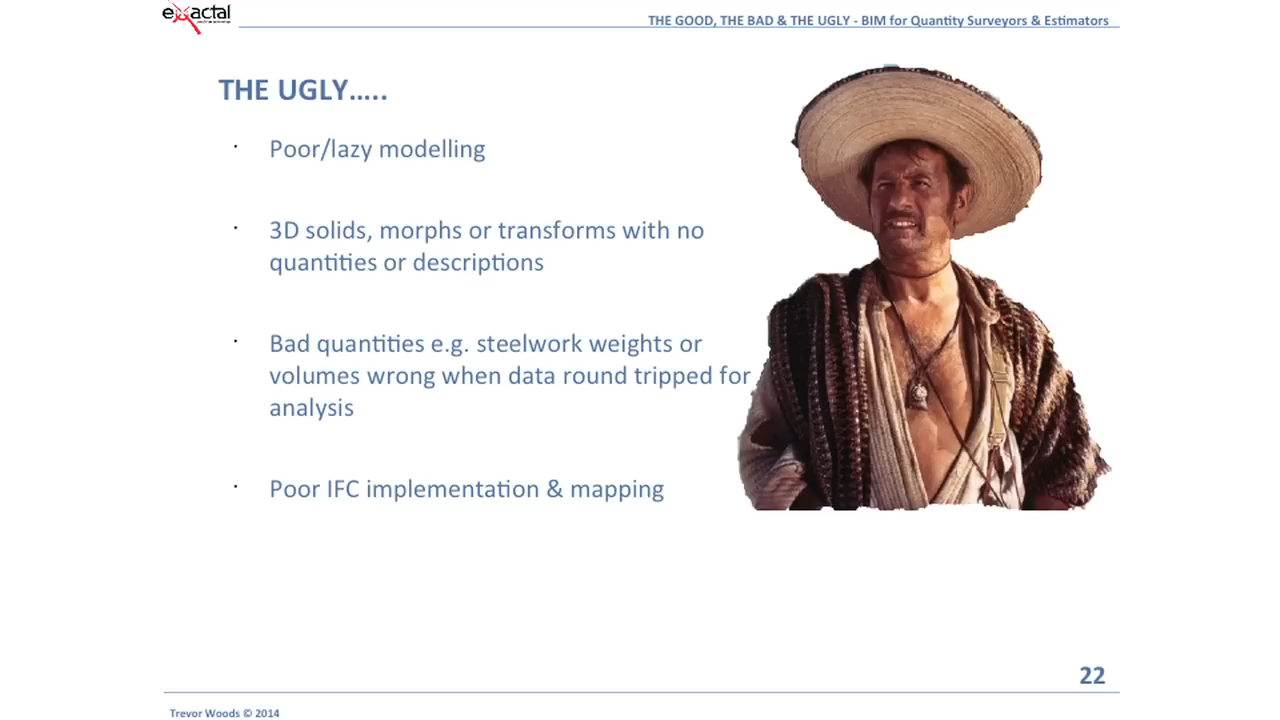 exactal
THE GOOD, THE BAD & THE UGLY - BIM for Quantity Surveyors & Estimators
THE UGLY…..
· Poor/lazy modelling
· 3D solids, morphs or transforms with no
quantities or descriptions
· Bad quantities e.g. steelwork weights or
volumes wrong when data round tripped for
analysis
· Poor IFC implementation & mapping
22
Trevor Woods © 2014